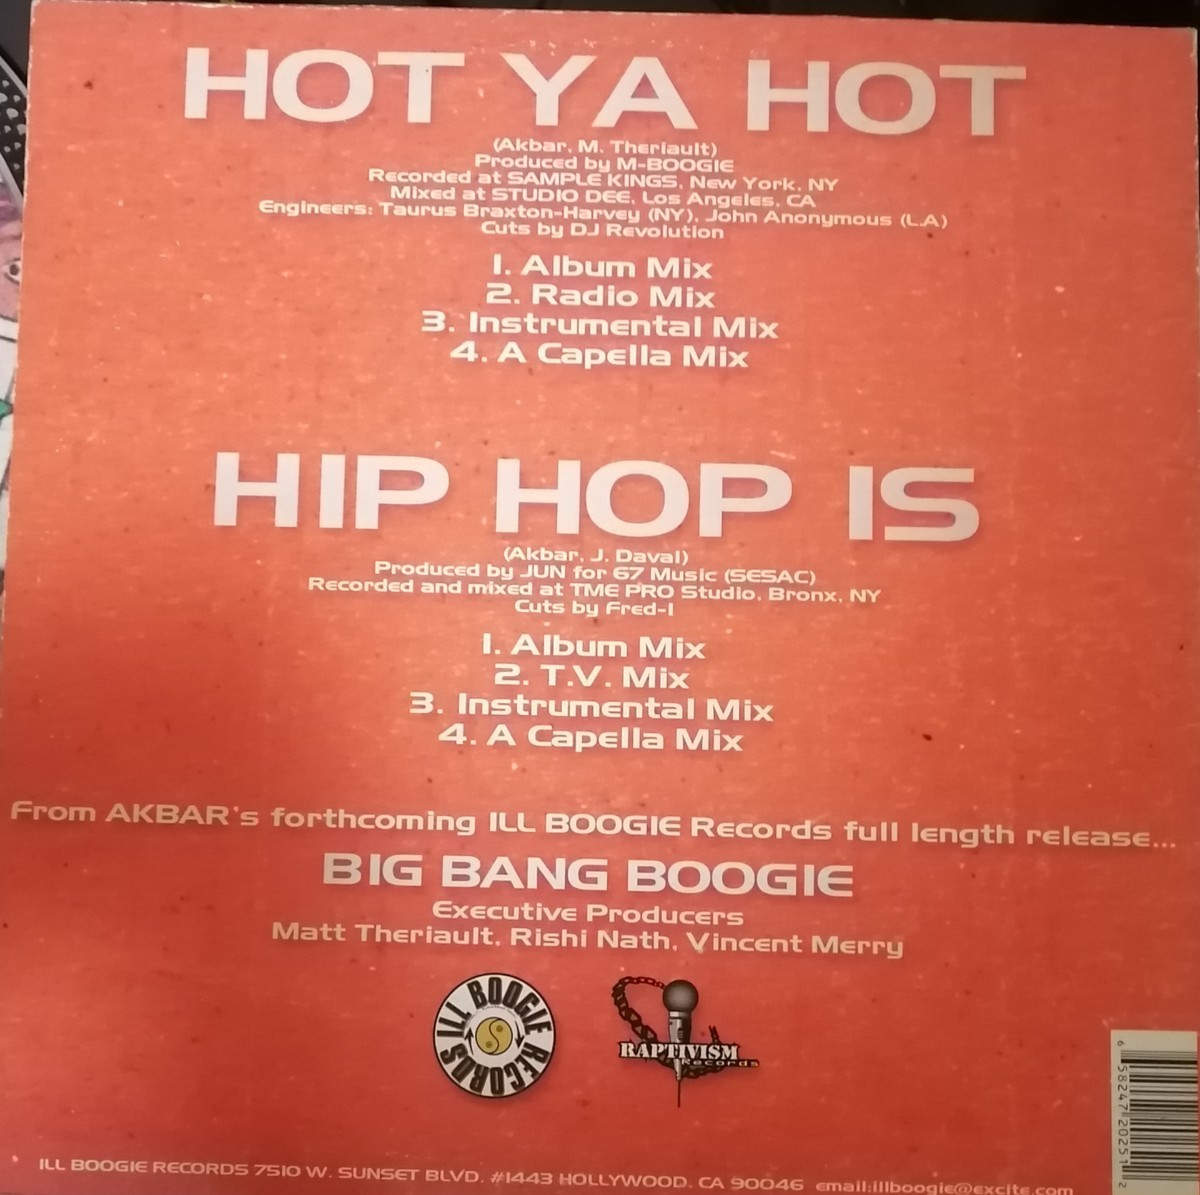 HOT YA HOT
(Akbar, M. Theriault)
Produced by M-BOOGIE
Recorded at SAMPLE KINGS, New York, NY
Mixed at STUDIO DEE, Los Angeles, CA
Engineers: Taurus Braxton-Harvey (NY), John Anonymous (L.A)
Cuts by DJ Revolution
1. Album Mix
2. Radio Mix
3. Instrumental Mix
4. A Capella Mix
HIP HOP IS
(Akbar, J. Daval)
Produced by JUN for 67 Music (SESAC)
Recorded and mixed at TME PRO Studio, Bronx, NY
Cuts by Fred-I
1. Album Mix
2. T.V. Mix
3. Instrumental Mix
4. A Capella Mix
From AKBAR's forthcoming ILL BOOGIE Records full length release...
BIG BANG BOOGIE
Executive Producers
Matt Theriault, Rishi Nath, Vincent Merry
ILL BOOGIE RECORDS
RAPTIVISM
Records
6 58247 20251 2
ILL BOOGIE RECORDS 7510 W. SUNSET BLVD. #1443 HOLLYWOOD, CA 90046 email:illboogie@excite.com